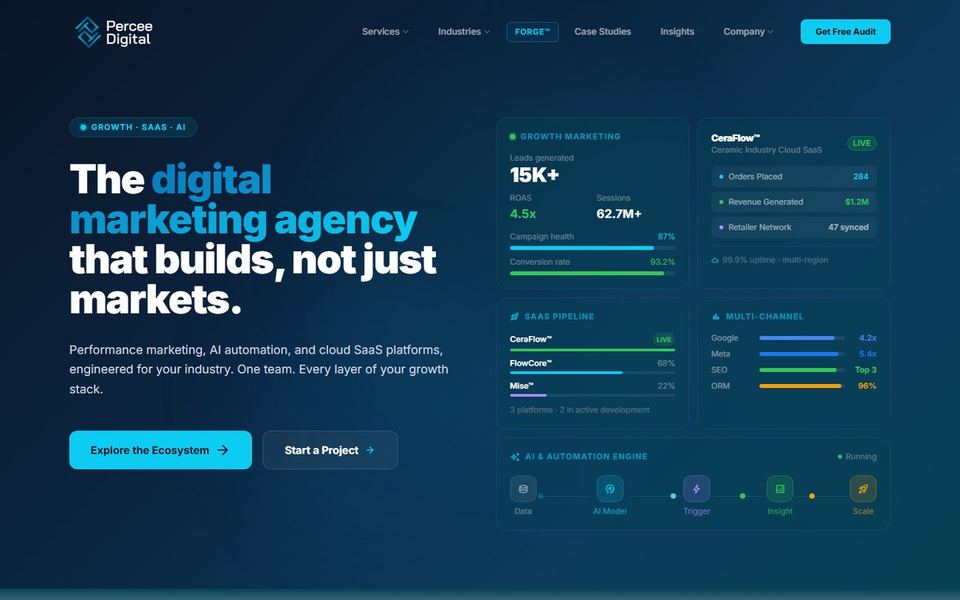 Percee
Digital
Services
Industries
FORGE™
Case Studies
Insights
Company
Get Free Audit
GROWTH · SAAS · AI
The digital
marketing agency
that builds, not just
markets.
Performance marketing, AI automation, and cloud SaaS platforms,
engineered for your industry. One team. Every layer of your growth
stack.
Explore the Ecosystem
Start a Project
GROWTH MARKETING
Leads generated
15K+
ROAS Sessions
4.5x 62.7M+
Campaign health 87%
Conversion rate 93.2%
CeraFlow™
Ceramic Industry Cloud SaaS
LIVE
Orders Placed 284
Revenue Generated $1.2M
Retailer Network 47 synced
99.9% uptime · multi-region
SAAS PIPELINE
CeraFlow™ LIVE
FlowCore™ 68%
Mise™ 22%
3 platforms · 2 in active development
MULTI-CHANNEL
Google 4.2x
Meta 5.4x
SEO Top 3
ORM 96%
AI & AUTOMATION ENGINE
Running
Data AI Model Trigger Insight Scale